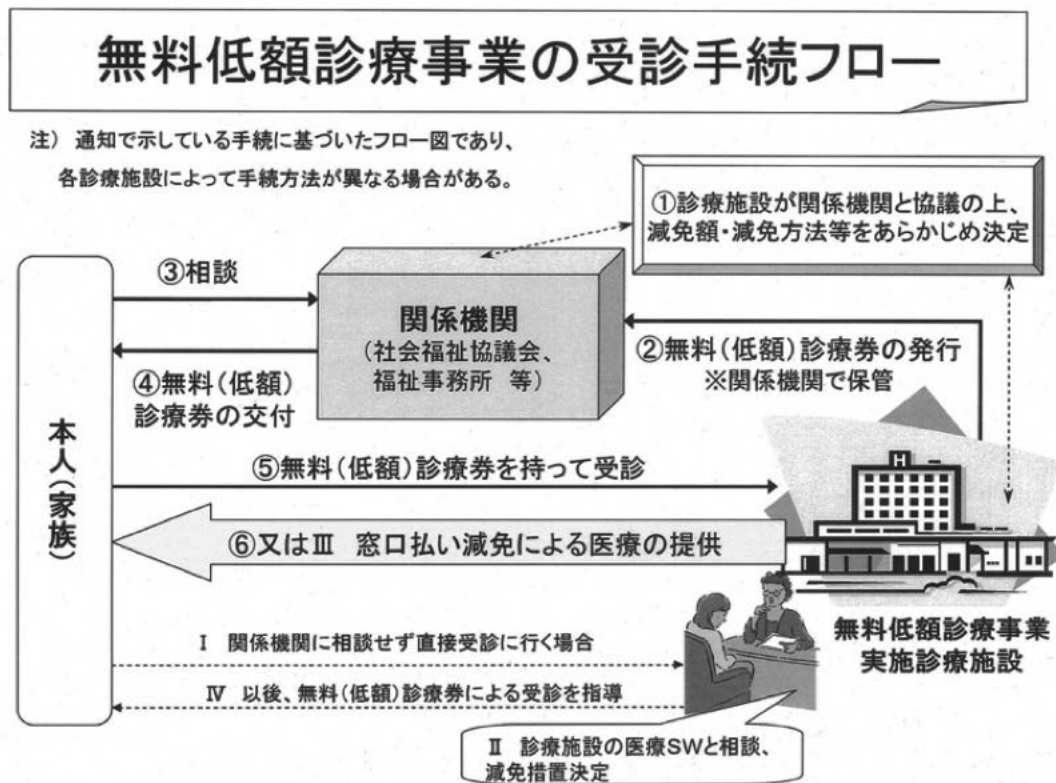 無料低額診療事業の受診手続フロー
注） 通知で示している手続に基づいたフロー図であり、
各診療施設によって手続方法が異なる場合がある。
①診療施設が関係機関と協議の上、
減免額・減免方法等をあらかじめ決定
③相談
関係機関
（社会福祉協議会、
福祉事務所 等）
②無料（低額）診療券の発行
※関係機関で保管
④無料（低額）
診療券の交付
本人（家族）
⑤無料（低額）診療券を持って受診
H
⑥又はⅢ 窓口払い減免による医療の提供
無料低額診療事業
実施診療施設
Ⅰ 関係機関に相談せず直接受診に行く場合
Ⅳ 以後、無料（低額）診療券による受診を指導
Ⅱ 診療施設の医療SWと相談、
減免措置決定